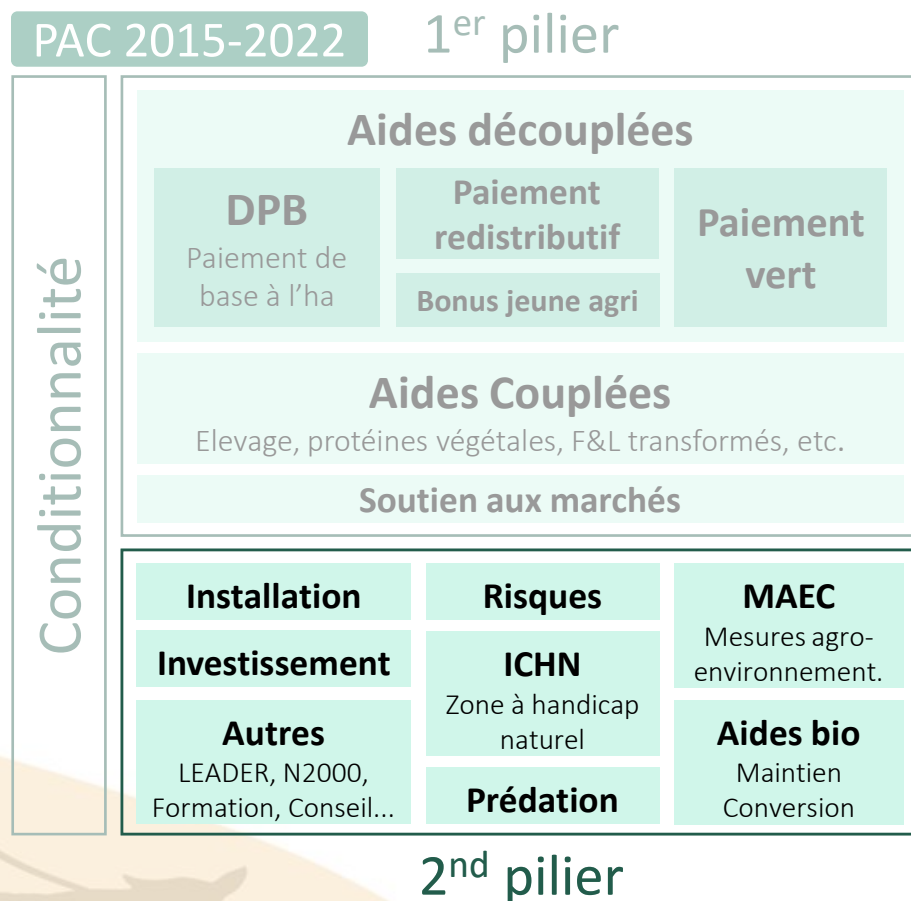 PAC 2015-2022
1er pilier
Conditionnalité
Aides découplées
DPB
Paiement de
base à l’ha
Paiement
redistributif
Bonus jeune agri
Paiement
vert
Aides Couplées
Elevage, protéines végétales, F&L transformés, etc.
Soutien aux marchés
Installation
Investissement
Autres
LEADER, N2000,
Formation, Conseil...
Risques
ICHN
Zone à handicap
naturel
Prédation
MAEC
Mesures agro-
environnement.
Aides bio
Maintien
Conversion
2nd pilier